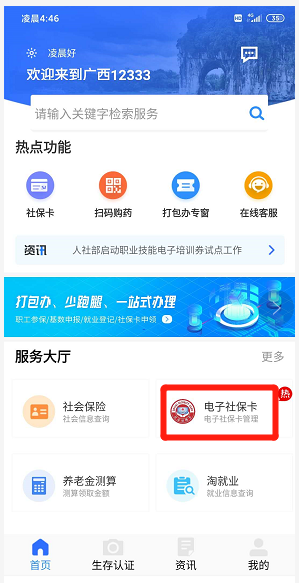 凌晨4:46
HD 4G 35
凌晨好
欢迎来到广西12333
请输入关键字检索服务
热点功能
社保卡 扫码购药 打包办专窗 在线客服
资讯 人社部启动职业技能电子培训券试点工作
打包办、少跑腿、一站式办理
职工参保/基数申报/就业登记/社保卡申领
服务大厅 更多
热
社会保险 电子社保卡
社会信息查询 电子社保卡管理
养老金测算 淘就业
测算领取金额 就业信息查询
首页 生存认证 资讯 我的